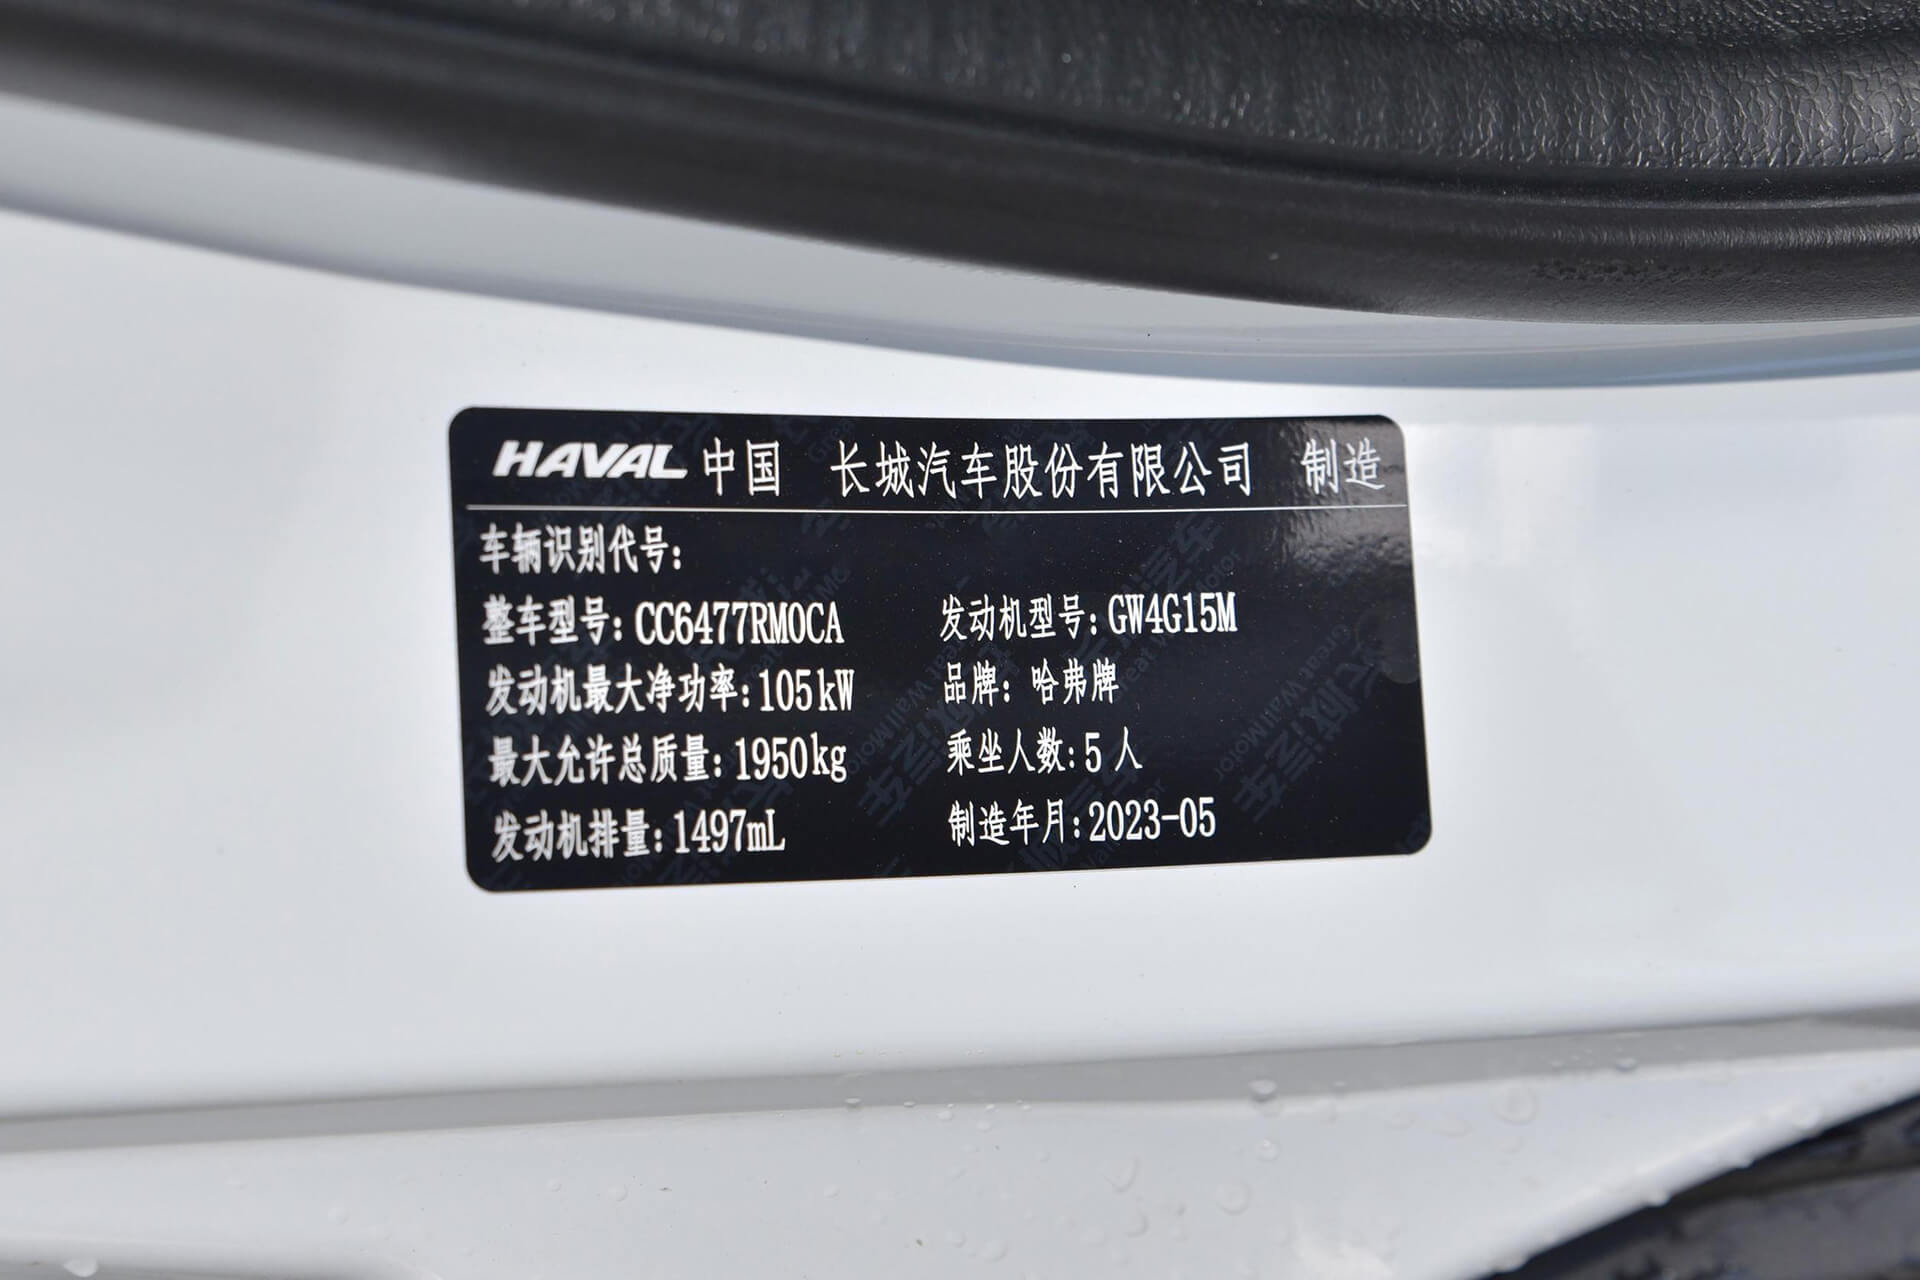 HAVAL 中国 长城汽车股份有限公司 制造
车辆识别代号:
整车型号: CC6477RM0CA 发动机型号: GW4G15M
发动机最大净功率: 105kW 品牌: 哈弗牌
最大允许总质量: 1950kg 乘坐人数: 5 人
发动机排量: 1497mL 制造年月: 2023-05